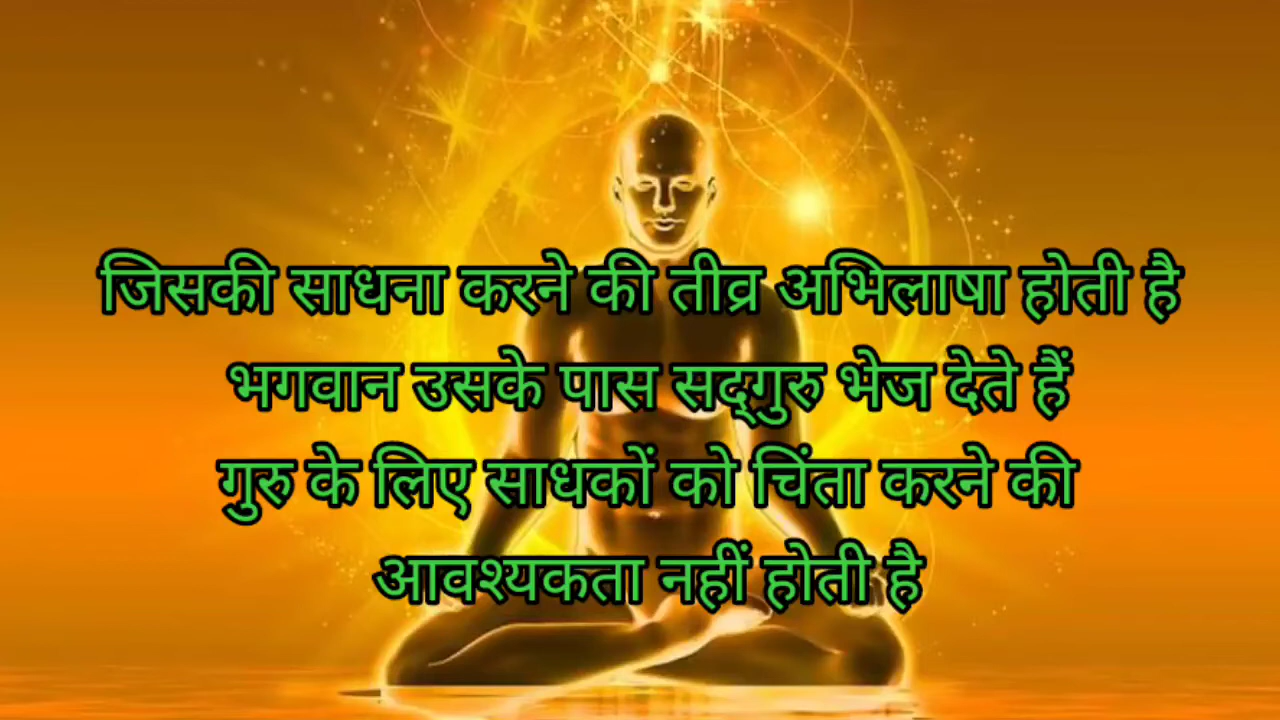 जिसकी साधना करने की तीव्र अभिलाषा होती है
भगवान उसके पास सद्गुरु भेज देते हैं
गुरु के लिए साधकों को चिंता करने की
आवश्यकता नहीं होती है